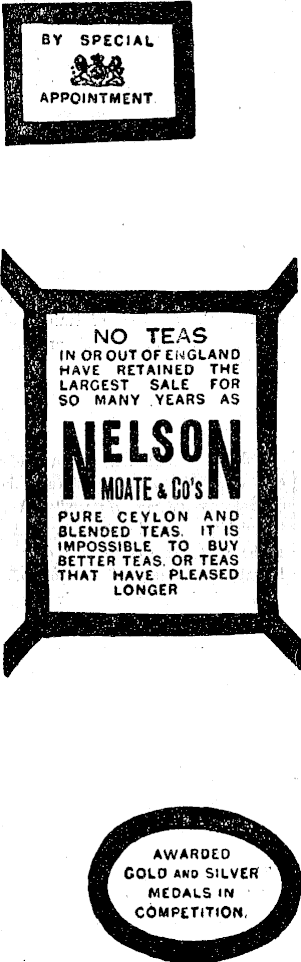 BY SPECIAL
APPOINTMENT.
NO TEAS
IN OR OUT OF ENGLAND
HAVE RETAINED THE
LARGEST SALE FOR
SO MANY YEARS AS
NELSON
MOATE & Co's
PURE CEYLON AND
BLENDED TEAS. IT IS
IMPOSSIBLE TO BUY
BETTER TEAS. OR TEAS
THAT HAVE PLEASED
LONGER
AWARDED
GOLD AND SILVER
MEDALS IN
COMPETITION.